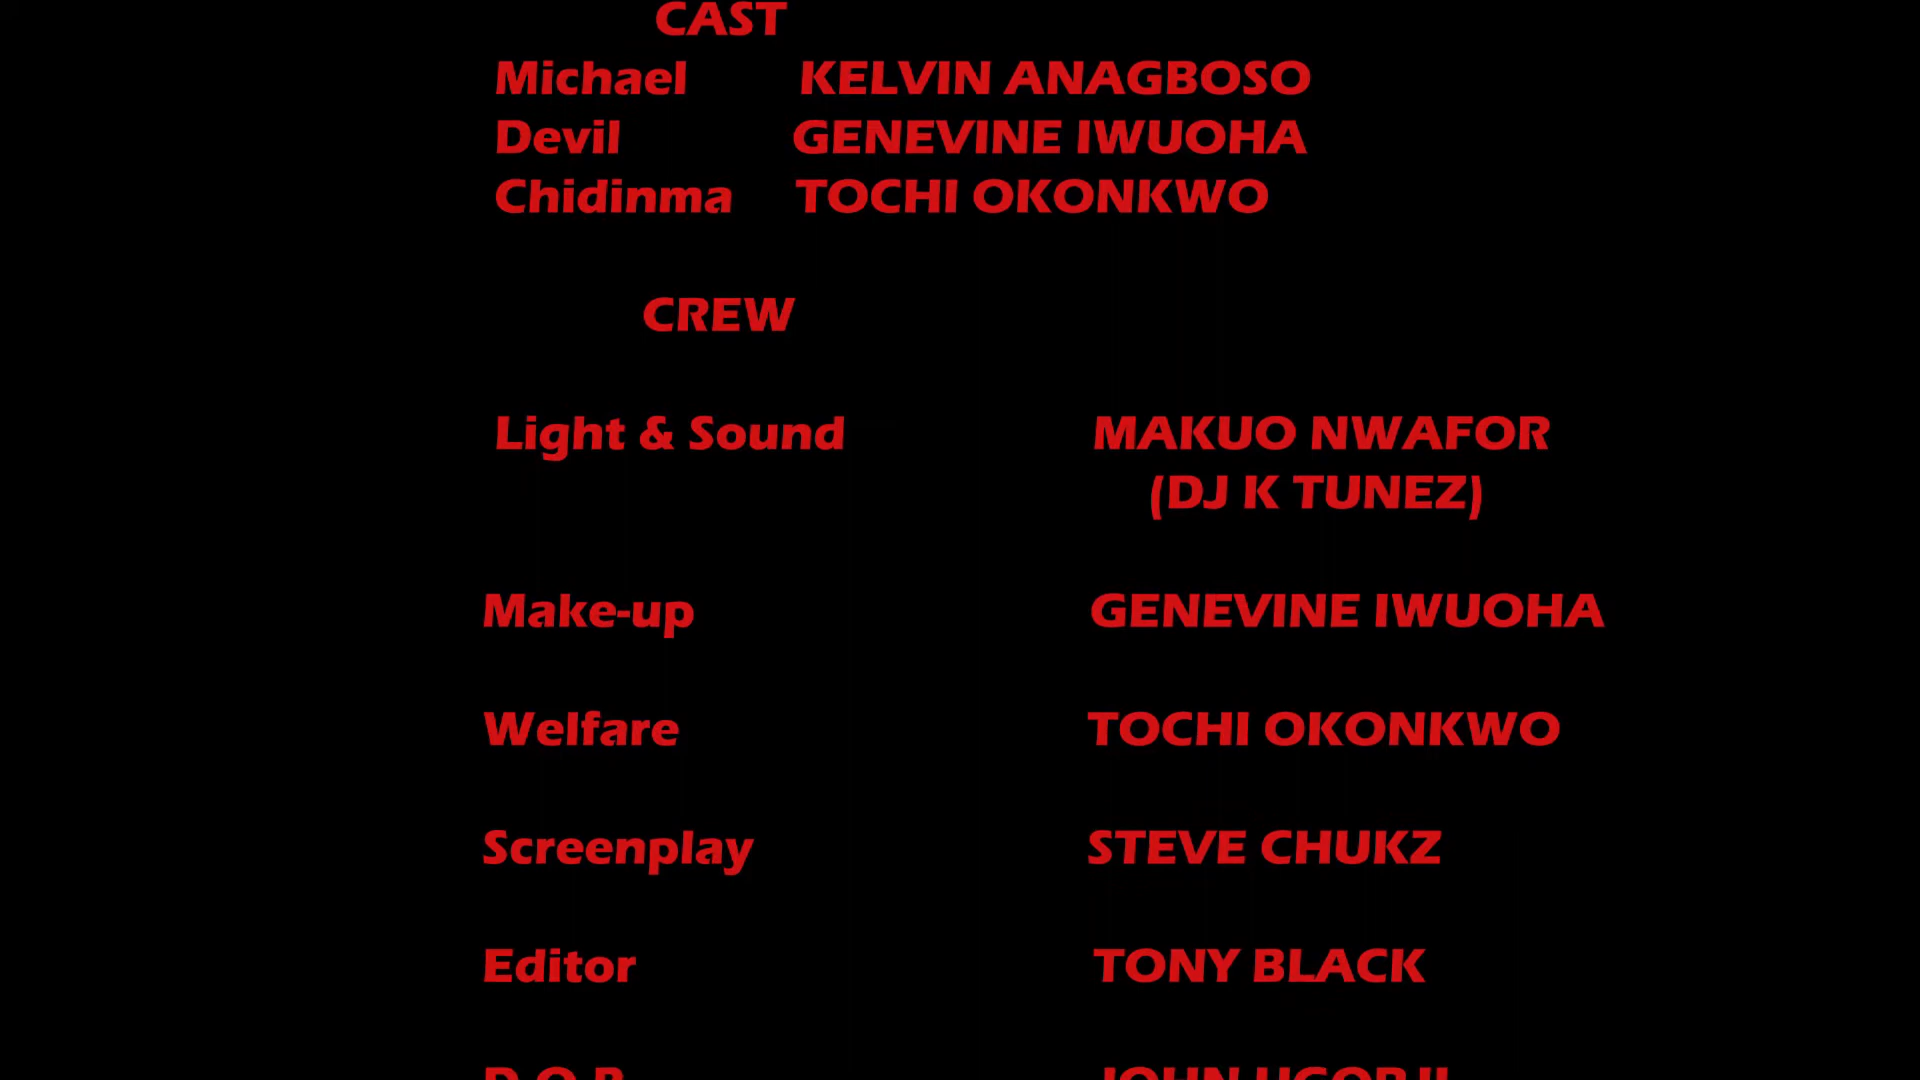 CAST
Michael KELVIN ANAGBOSO
Devil GENEVINE IWUOHA
Chidinma TOCHI OKONKWO
CREW
Light & Sound MAKUO NWAFOR
(DJ K TUNEZ)
Make-up GENEVINE IWUOHA
Welfare TOCHI OKONKWO
Screenplay STEVE CHUKZ
Editor TONY BLACK